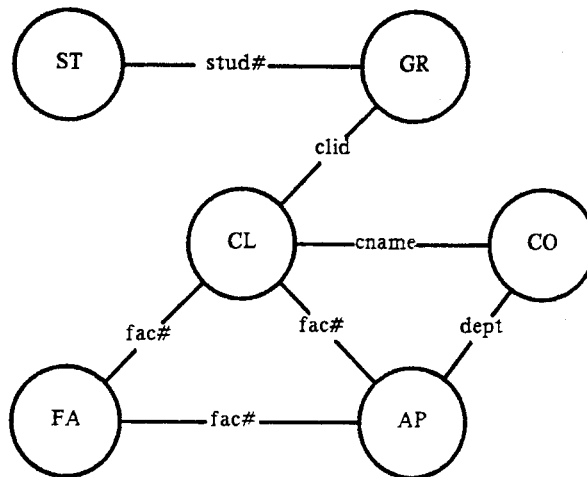 ST stud# GR
clid
CL cname CO
fac# fac# dept
FA fac# AP